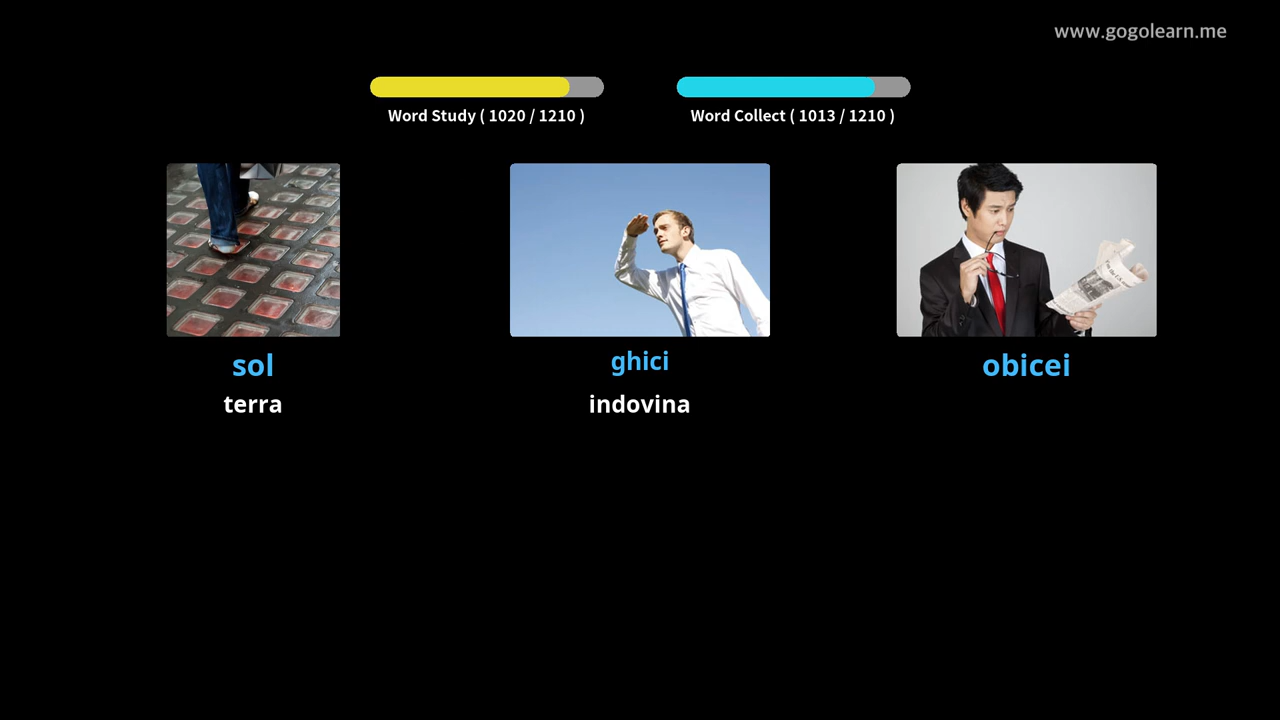 www.gogolearn.me
Word Study ( 1020 / 1210 )
Word Collect ( 1013 / 1210 )
sol
ghici
obicei
terra
indovina